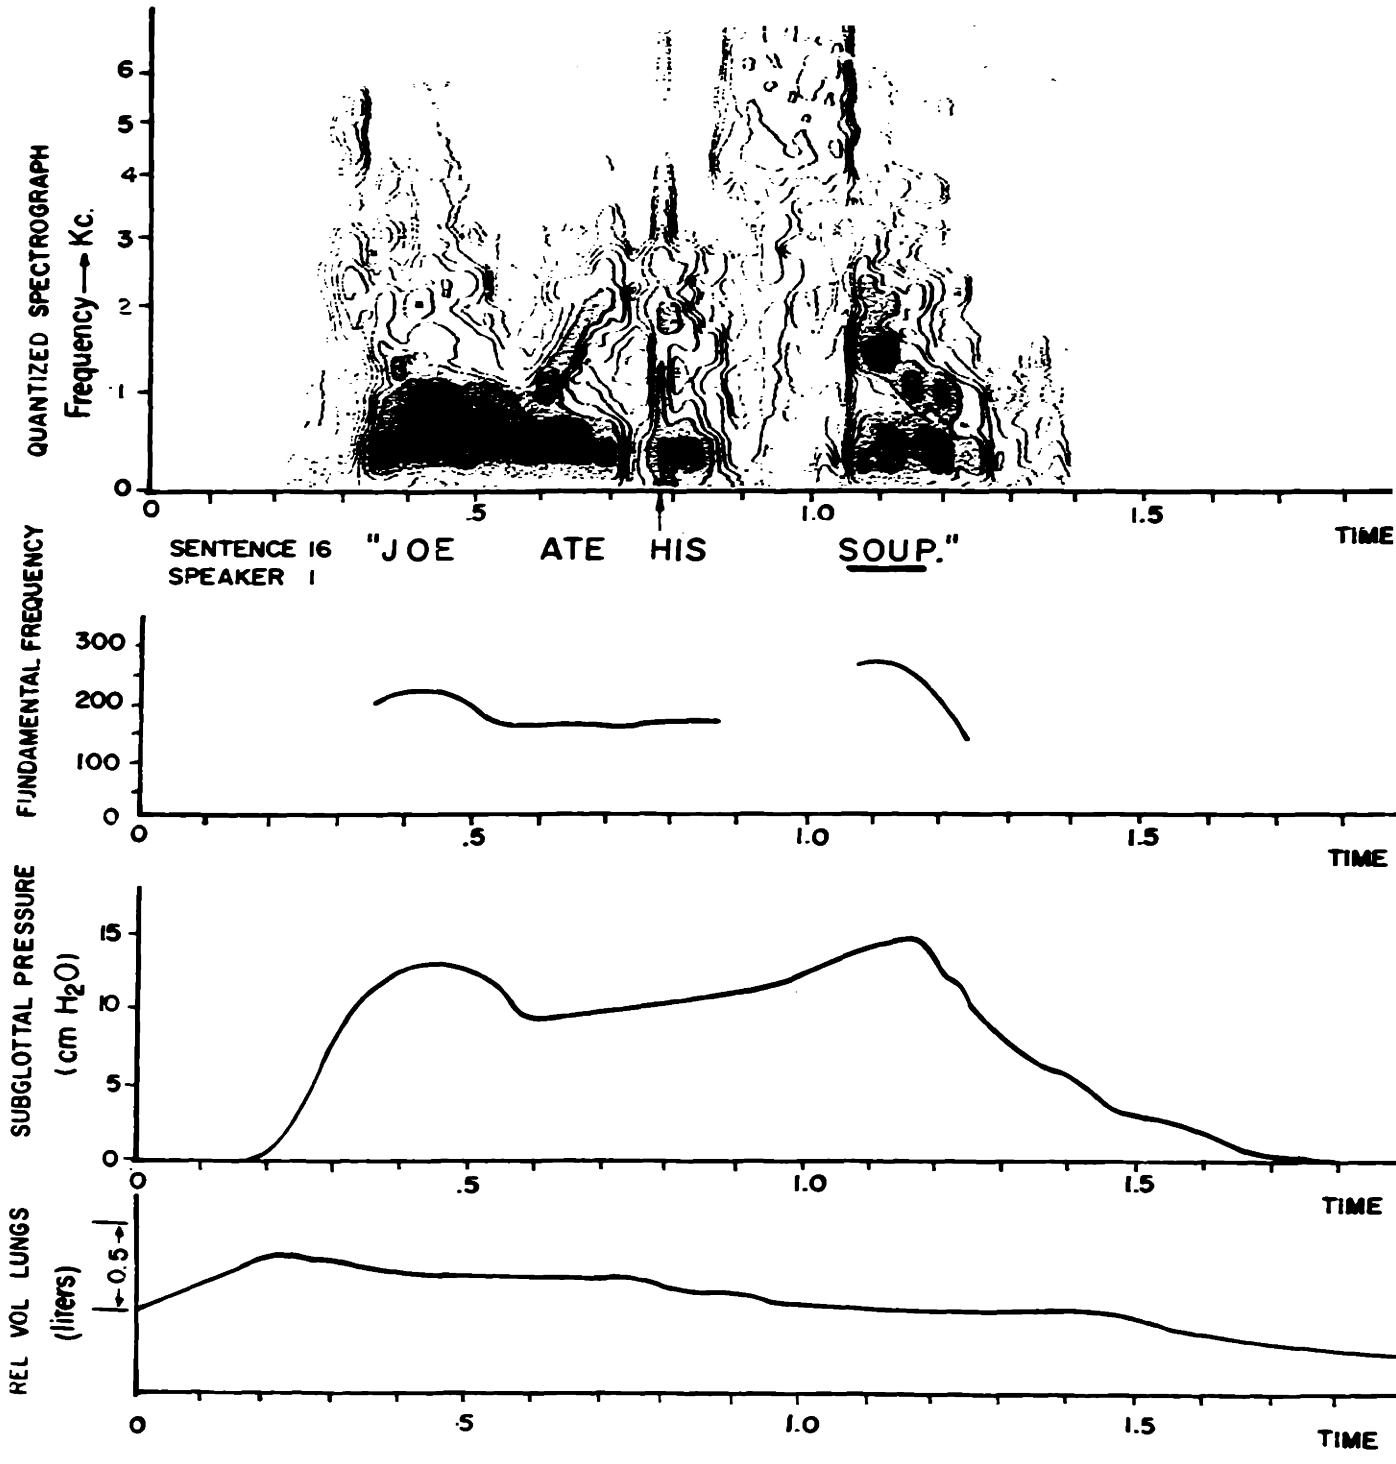 QUANTIZED SPECTROGRAPH
Frequency → Kc.
6
5
4
3
2
1
0
0 .5 1.0 1.5
TIME
SENTENCE 16 "JOE ATE HIS SOUP."
SPEAKER 1
FUNDAMENTAL FREQUENCY
300
200
100
0
0 .5 1.0 1.5
TIME
SUBGLOTTAL PRESSURE
(cm H₂O)
15
10
5
0
0 .5 1.0 1.5
TIME
REL VOL LUNGS
(liters)
0.5
0 .5 1.0 1.5
TIME